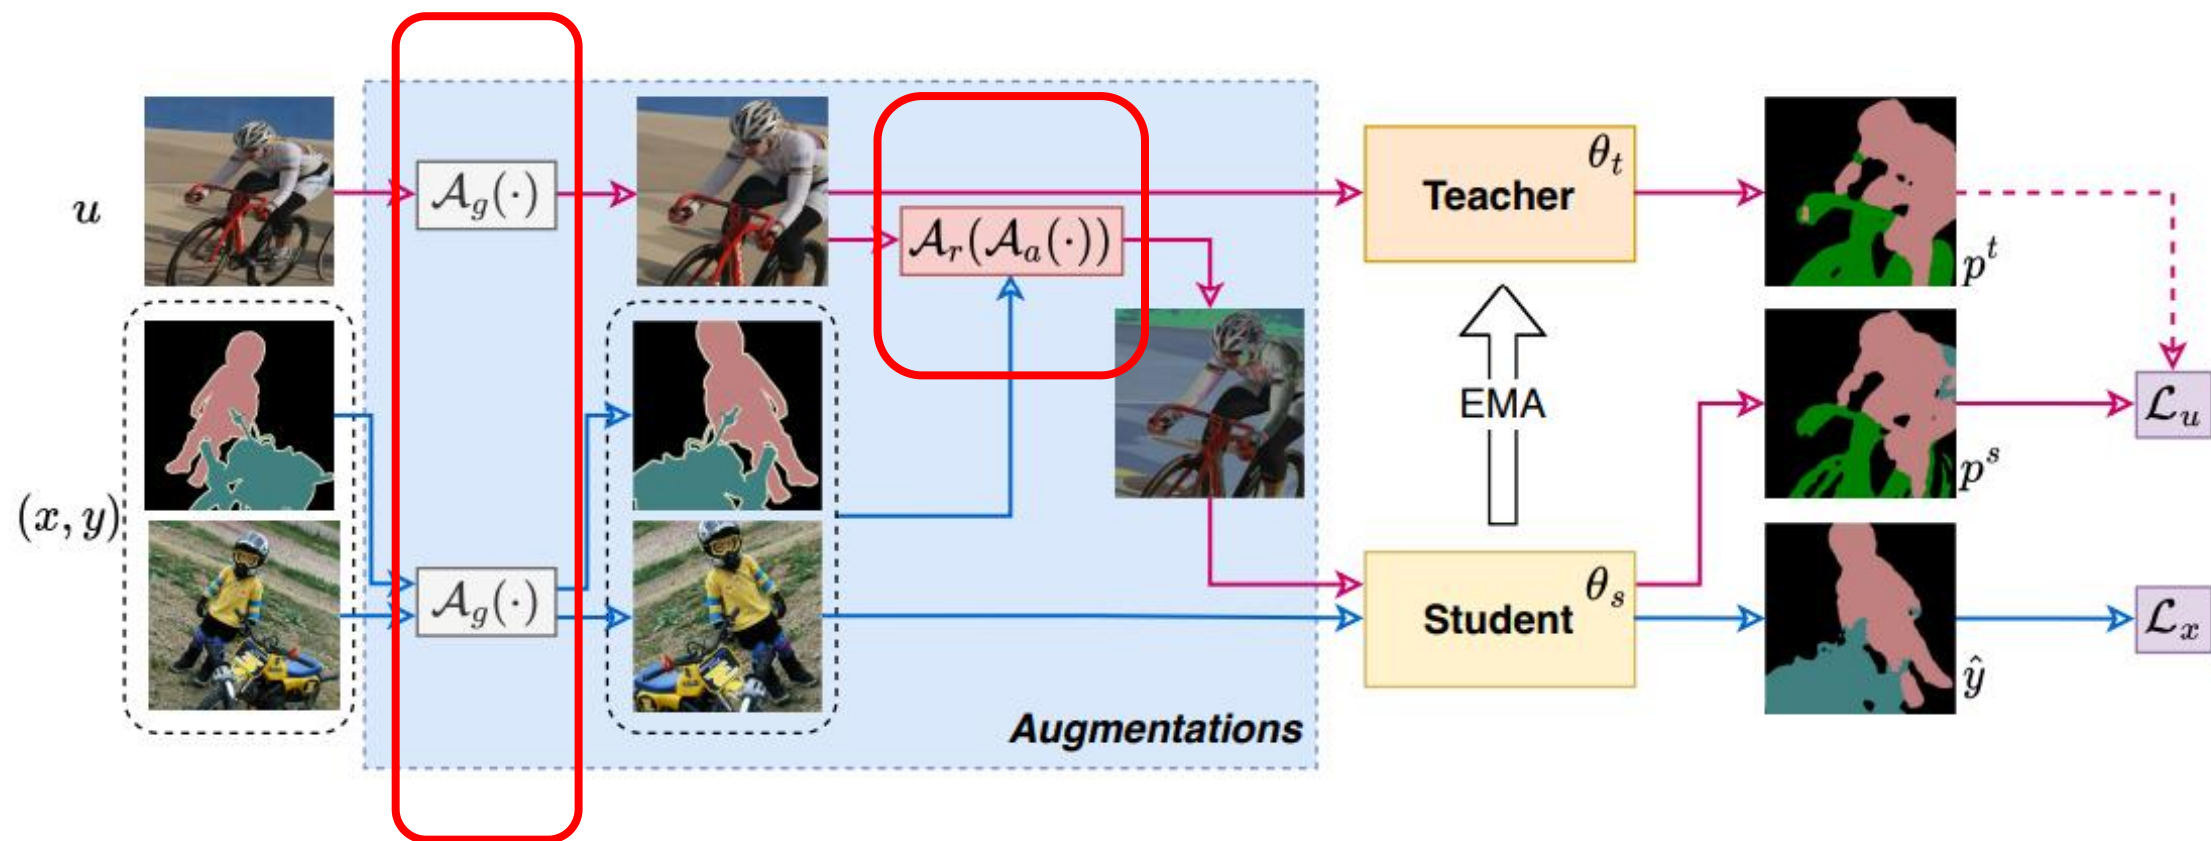 u
𝒜_g(·)
𝒜_r(𝒜_a(·))
Teacher θ_t
p^t
(x, y)
𝒜_g(·)
EMA
p^s
ℒ_u
Student θ_s
ŷ
ℒ_x
Augmentations